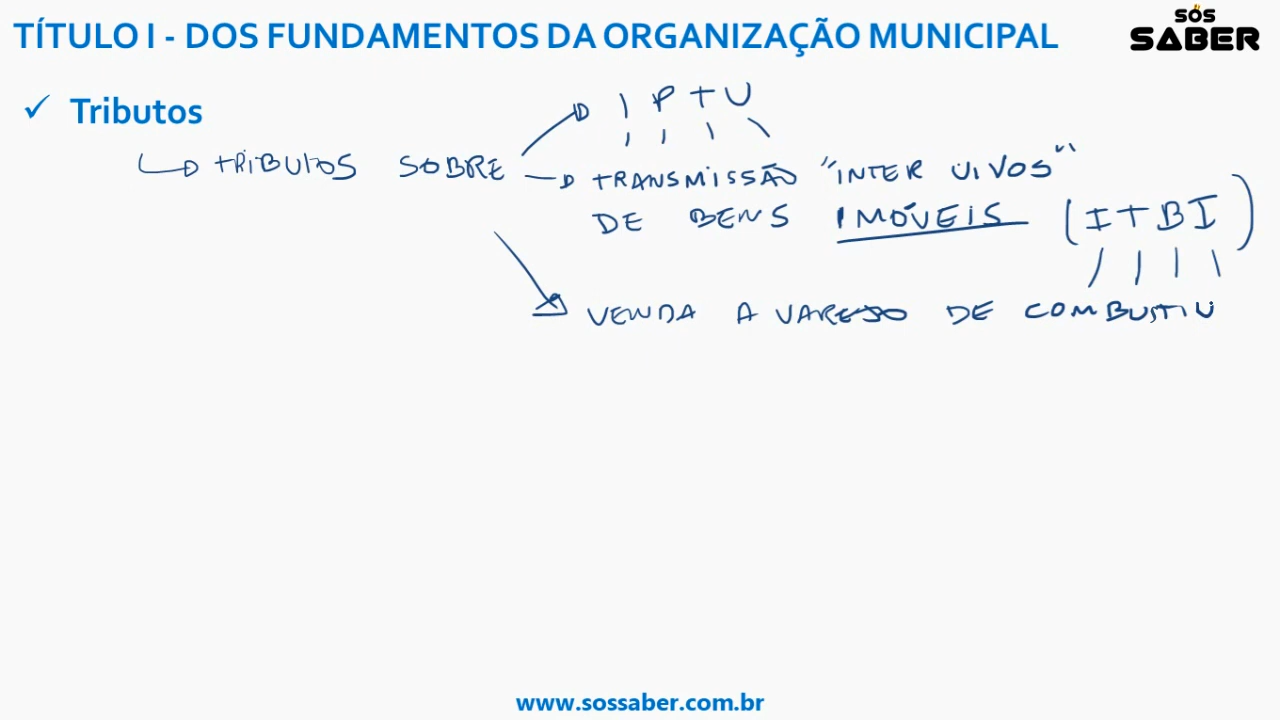 TÍTULO I - DOS FUNDAMENTOS DA ORGANIZAÇÃO MUNICIPAL
SÓS
SABER
Tributos
IPTU
TRIBUTOS SOBRE
TRANSMISSÃO "INTER VIVOS"
DE BENS IMÓVEIS (ITBI)
VENDA A VAREJO DE COMBUSTIV
www.sossaber.com.br